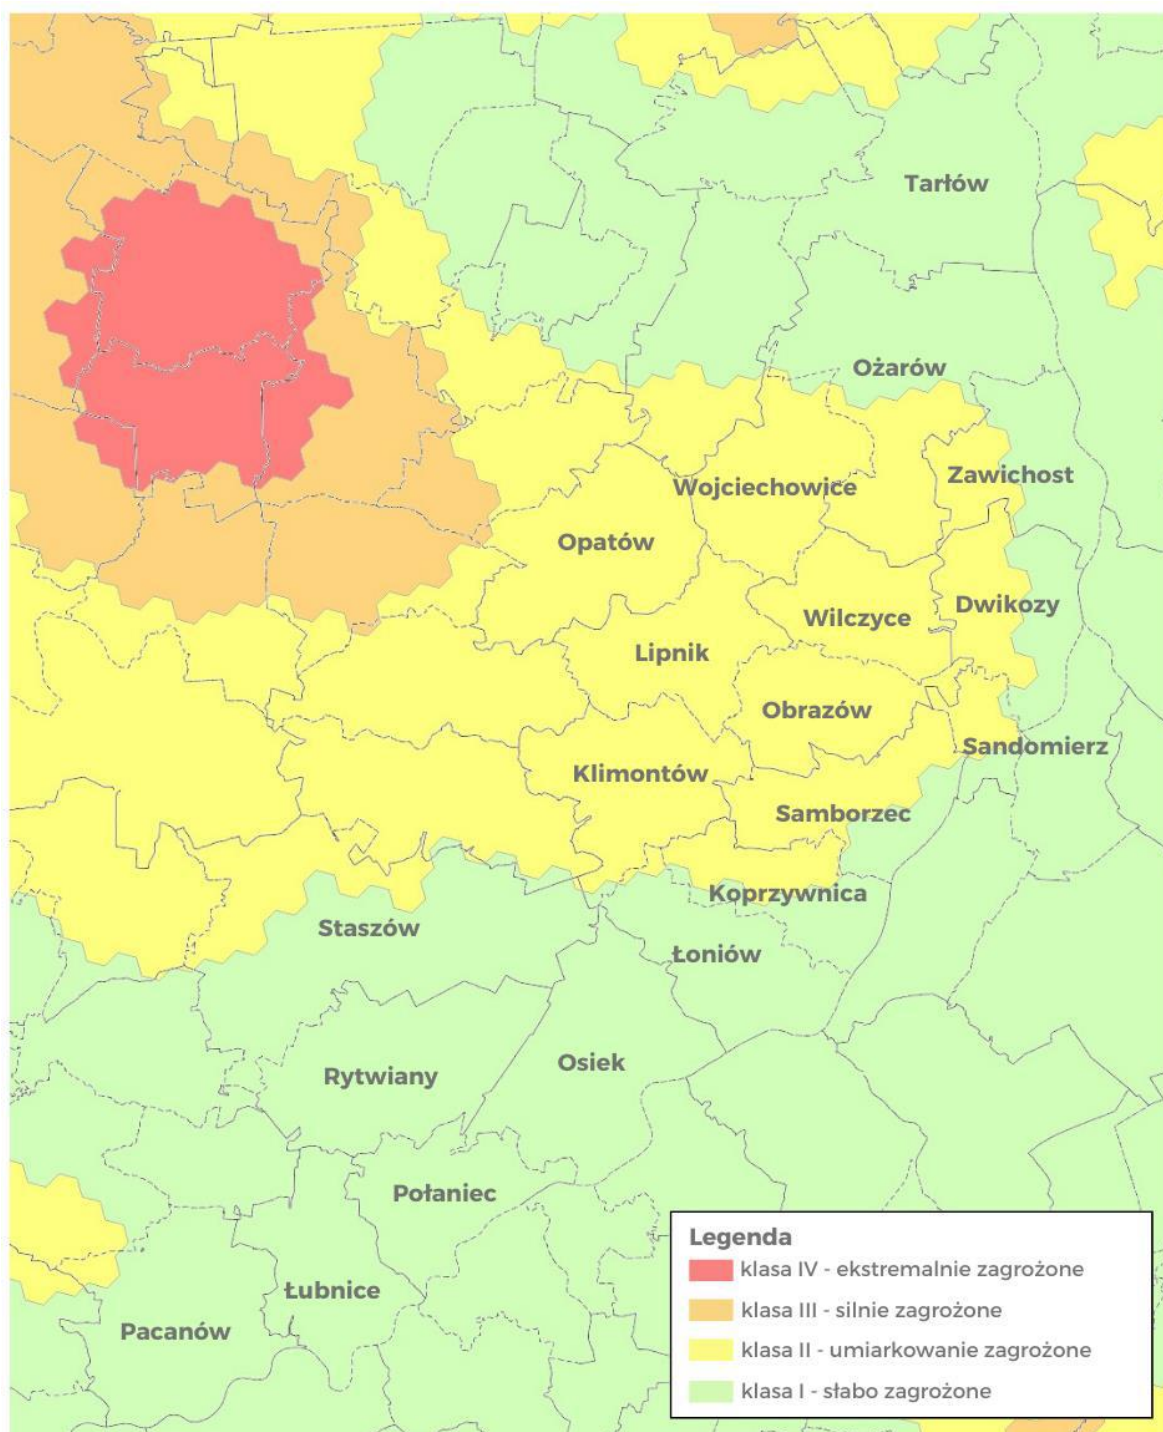 Tarłów
Ożarów
Zawichost
Wojciechowice
Opatów
Dwikozy
Wilczyce
Lipnik
Obrazów
Sandomierz
Klimontów
Samborzec
Koprzywnica
Staszów
Łoniów
Osiek
Rytwiany
Połaniec
Łubnice
Pacanów
Legenda
klasa IV - ekstremalnie zagrożone
klasa III - silnie zagrożone
klasa II - umiarkowanie zagrożone
klasa I - słabo zagrożone